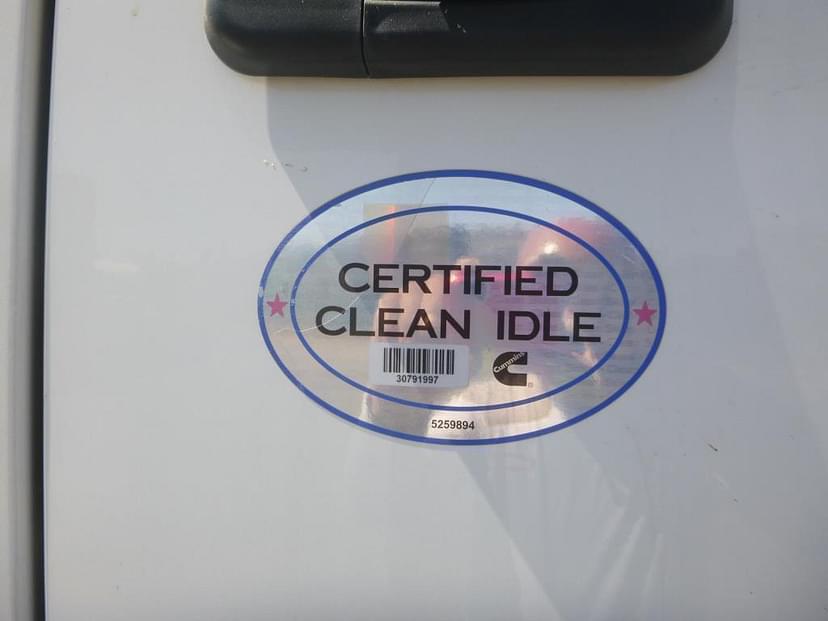 CERTIFIED
CLEAN IDLE
30791997
Cummins
5259894